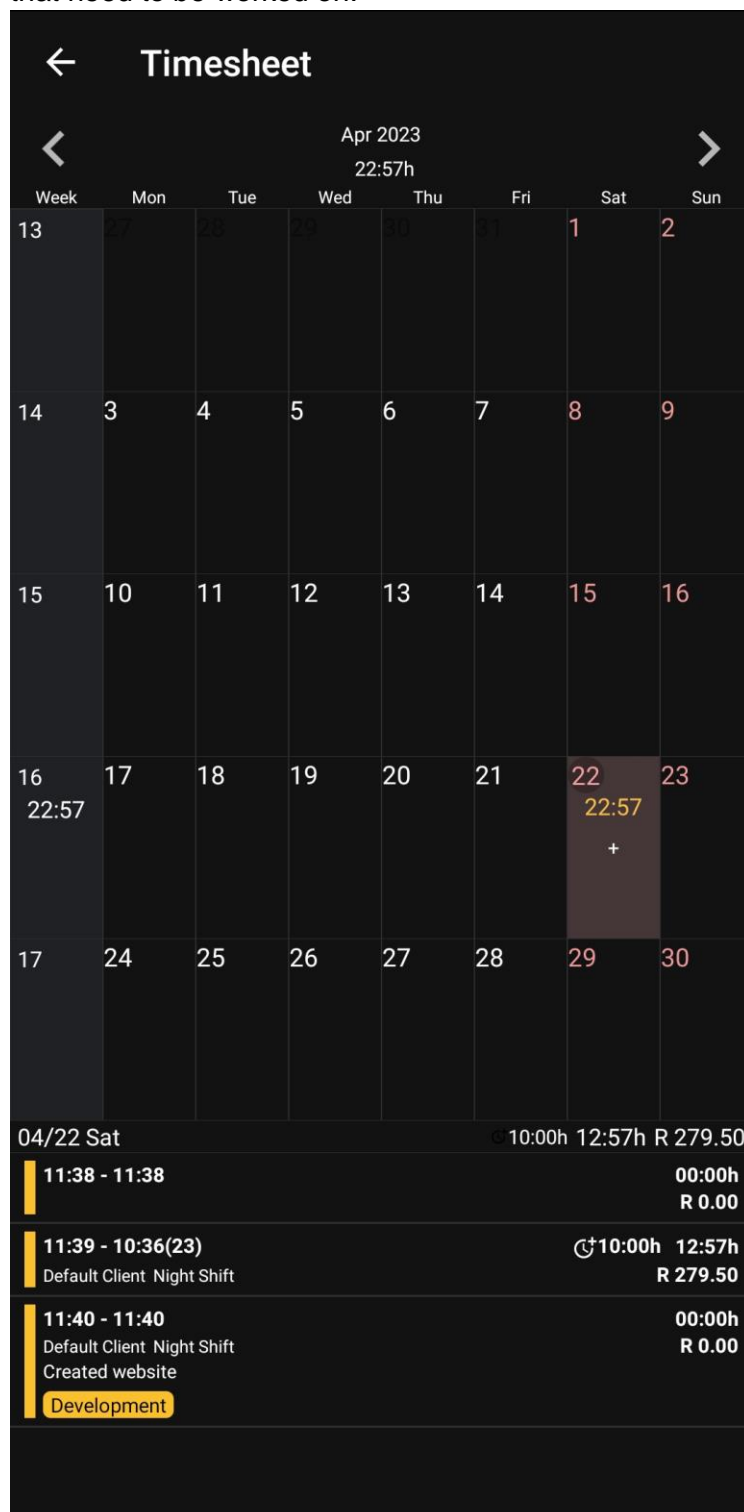 that need to be worked on.
Timesheet
Apr 2023
22:57h
Week Mon Tue Wed Thu Fri Sat Sun
13 27 28 29 30 31 1 2
14 3 4 5 6 7 8 9
15 10 11 12 13 14 15 16
16 17 18 19 20 21 22 23
22:57 22:57
+
17 24 25 26 27 28 29 30
04/22 Sat 10:00h 12:57h R 279.50
11:38 - 11:38 00:00h
R 0.00
11:39 - 10:36(23) 10:00h 12:57h
Default Client Night Shift R 279.50
11:40 - 11:40 00:00h
Default Client Night Shift R 0.00
Created website
Development